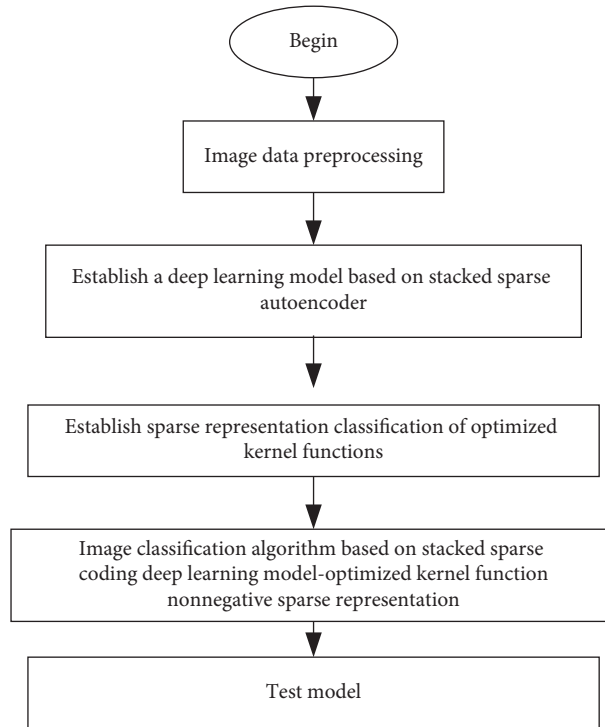 Begin
Image data preprocessing
Establish a deep learning model based on stacked sparse
autoencoder
Establish sparse representation classification of optimized
kernel functions
Image classification algorithm based on stacked sparse
coding deep learning model-optimized kernel function
nonnegative sparse representation
Test model